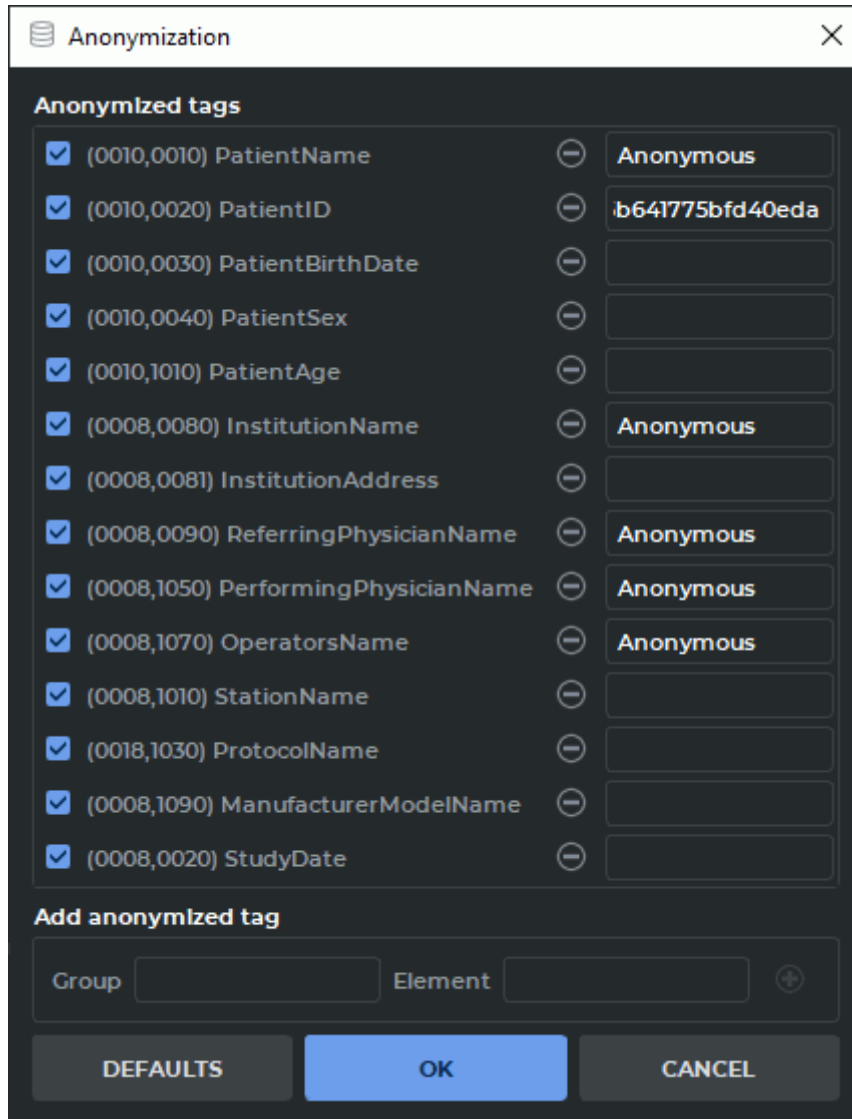 Anonymization
Anonymized tags
(0010,0010) PatientName Anonymous
(0010,0020) PatientID b641775bfd40eda
(0010,0030) PatientBirthDate
(0010,0040) PatientSex
(0010,1010) PatientAge
(0008,0080) InstitutionName Anonymous
(0008,0081) InstitutionAddress
(0008,0090) ReferringPhysicianName Anonymous
(0008,1050) PerformingPhysicianName Anonymous
(0008,1070) OperatorsName Anonymous
(0008,1010) StationName
(0018,1030) ProtocolName
(0008,1090) ManufacturerModelName
(0008,0020) StudyDate
Add anonymized tag
Group Element
DEFAULTS OK CANCEL